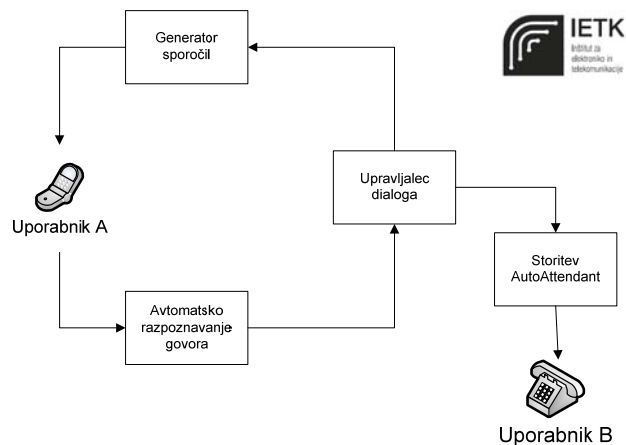 Generator
sporočil
IETK
Inštitut za
elektroniko in
telekomunikacije
Upravljalec
dialoga
Uporabnik A
Storitev
AutoAttendant
Avtomatsko
razpoznavanje
govora
Uporabnik B